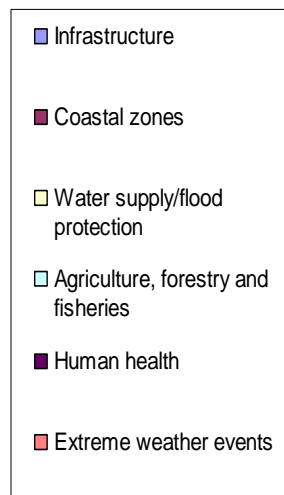 Infrastructure
Coastal zones
Water supply/flood
protection
Agriculture, forestry and
fisheries
Human health
Extreme weather events